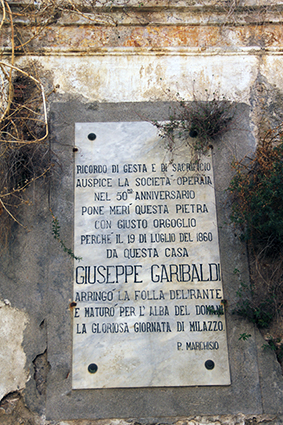 RICORDO DI GESTA E DI SACRIFICIO
AUSPICE LA SOCIETÀ OPERAIA
NEL 50MO ANNIVERSARIO
PONE MERI' QUESTA PIETRA
CON GIUSTO ORGOGLIO
PERCHÉ IL 19 DI LUGLIO DEL 1860
DA QUESTA CASA
GIUSEPPE GARIBALDI
ARRINGÒ LA FOLLA DELIRANTE
E MATURÒ PER L'ALBA DEL DOMANI
LA GLORIOSA GIORNATA DI MILAZZO
P. MARCHISIO